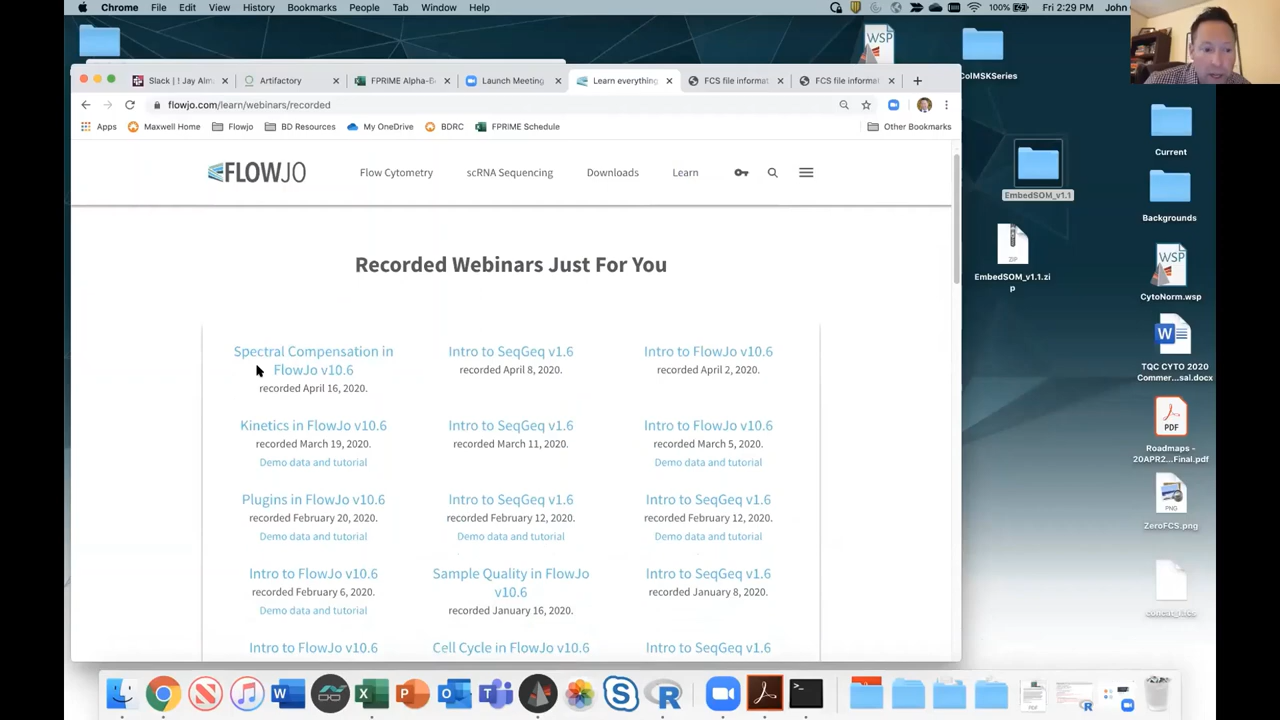 Chrome File Edit View History Bookmarks People Tab Window Help
100% Fri 2:29 PM John
Slack | ! Jay Alm
Artifactory
FPRIME Alpha-B
Launch Meeting
Learn everything
FCS file informat
FCS file informat
flowjo.com/learn/webinars/recorded
Apps Maxwell Home Flowjo BD Resources My OneDrive BDRC FPRIME Schedule Other Bookmarks
FLOWJO
Flow Cytometry scRNA Sequencing Downloads Learn
Recorded Webinars Just For You
Spectral Compensation in
FlowJo v10.6
recorded April 16, 2020.
Intro to SeqGeq v1.6
recorded April 8, 2020.
Intro to FlowJo v10.6
recorded April 2, 2020.
Kinetics in FlowJo v10.6
recorded March 19, 2020.
Demo data and tutorial
Intro to SeqGeq v1.6
recorded March 11, 2020.
Intro to FlowJo v10.6
recorded March 5, 2020.
Demo data and tutorial
Plugins in FlowJo v10.6
recorded February 20, 2020.
Demo data and tutorial
Intro to SeqGeq v1.6
recorded February 12, 2020.
Demo data and tutorial
Intro to SeqGeq v1.6
recorded February 12, 2020.
Demo data and tutorial
Intro to FlowJo v10.6
recorded February 6, 2020.
Demo data and tutorial
Sample Quality in FlowJo
v10.6
recorded January 16, 2020.
Intro to SeqGeq v1.6
recorded January 8, 2020.
Intro to FlowJo v10.6
Cell Cycle in FlowJo v10.6
Intro to SeqGeq v1.6
WSP
ColMSKSeries
EmbedSOM_v1.1
ZIP
EmbedSOM_v1.1.zi
p
Current
Backgrounds
WSP
CytoNorm.wsp
TQC CYTO 2020
Commer...sal.docx
PDF
Roadmaps -
20APR2...Final.pdf
PNG
ZeroFCS.png
concat_1.fcs